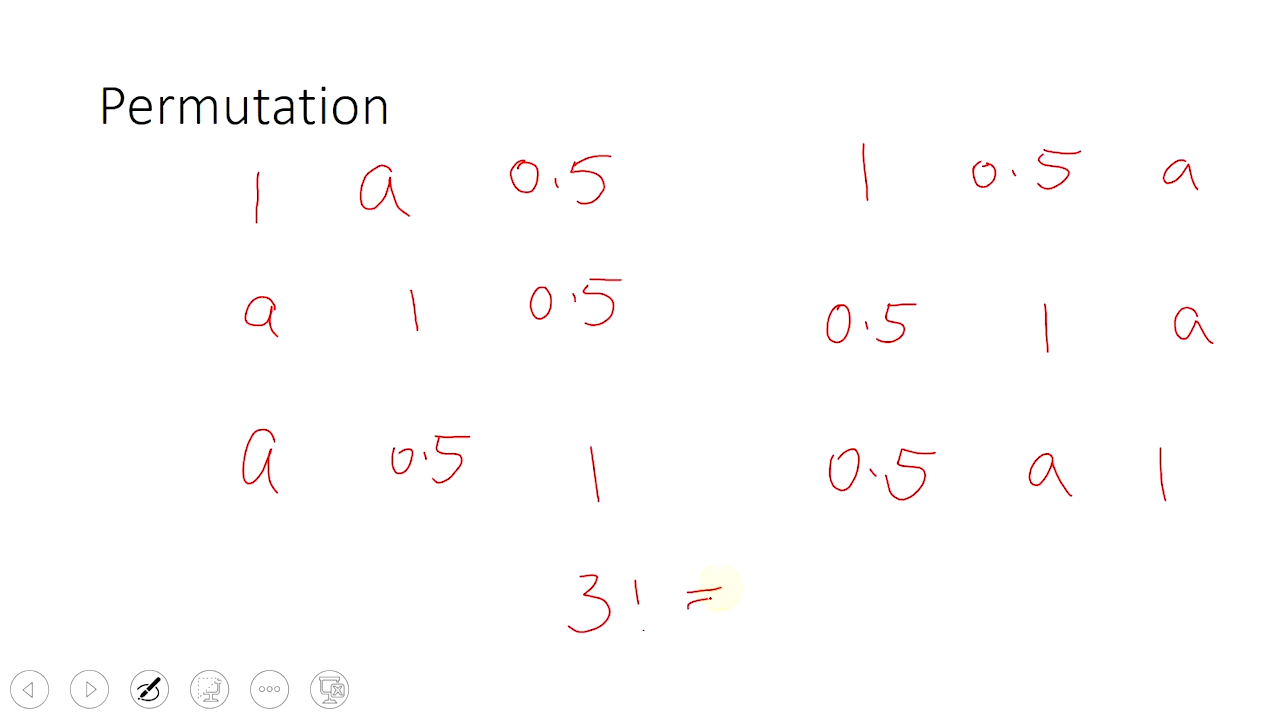 Permutation
1 a 0.5 1 0.5 a
a 1 0.5 0.5 1 a
a 0.5 1 0.5 a 1
3! =